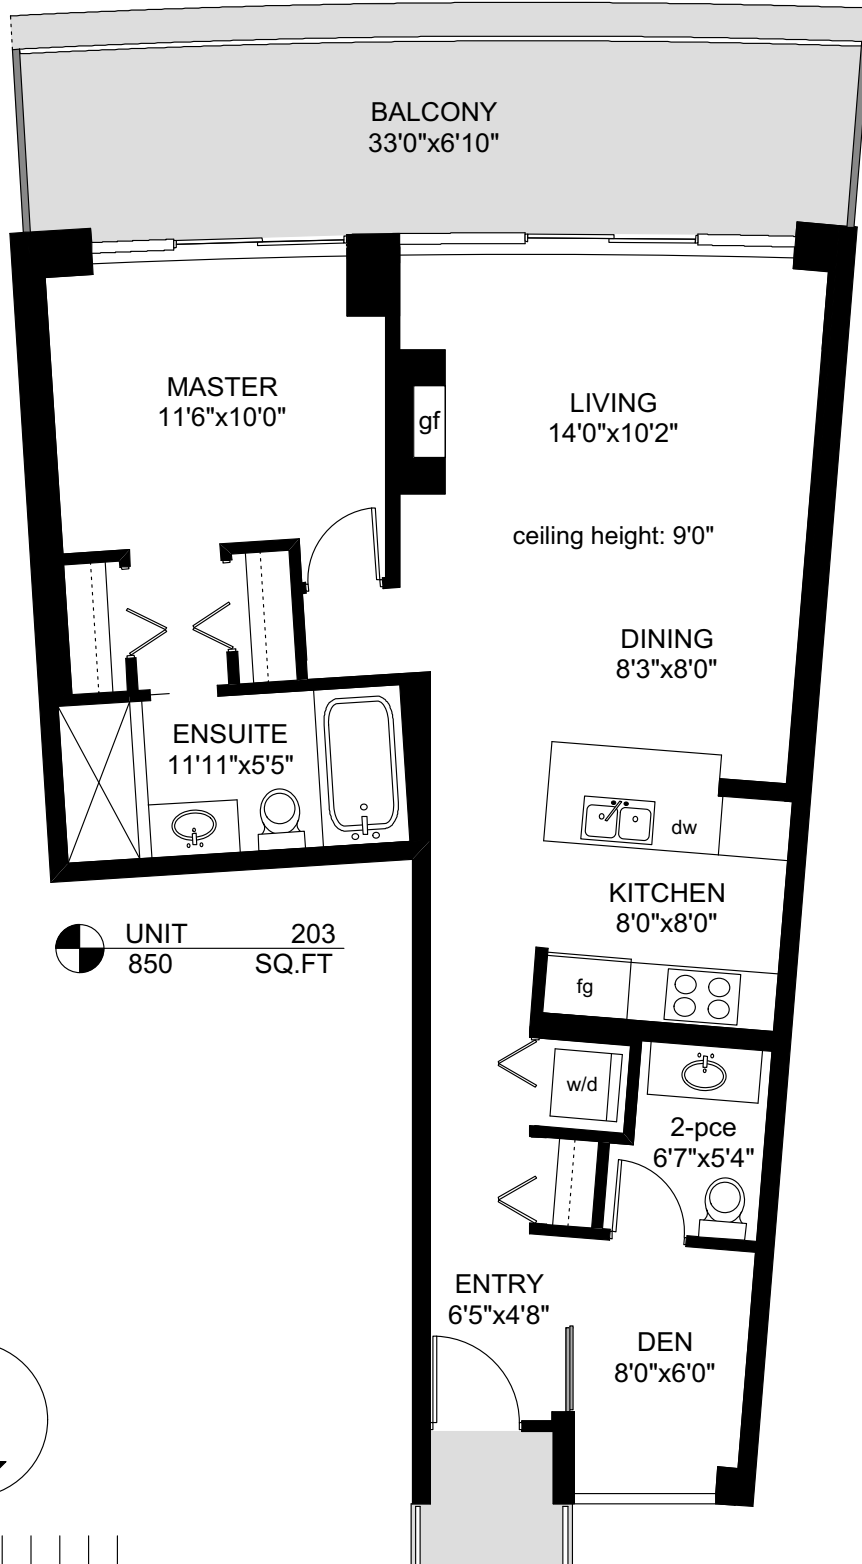 BALCONY
33'0"x6'10"
MASTER
11'6"x10'0"
gf
LIVING
14'0"x10'2"
ceiling height: 9'0"
DINING
8'3"x8'0"
ENSUITE
11'11"x5'5"
dw
KITCHEN
8'0"x8'0"
UNIT 203
850 SQ.FT
fg
w/d
2-pce
6'7"x5'4"
ENTRY
6'5"x4'8"
DEN
8'0"x6'0"